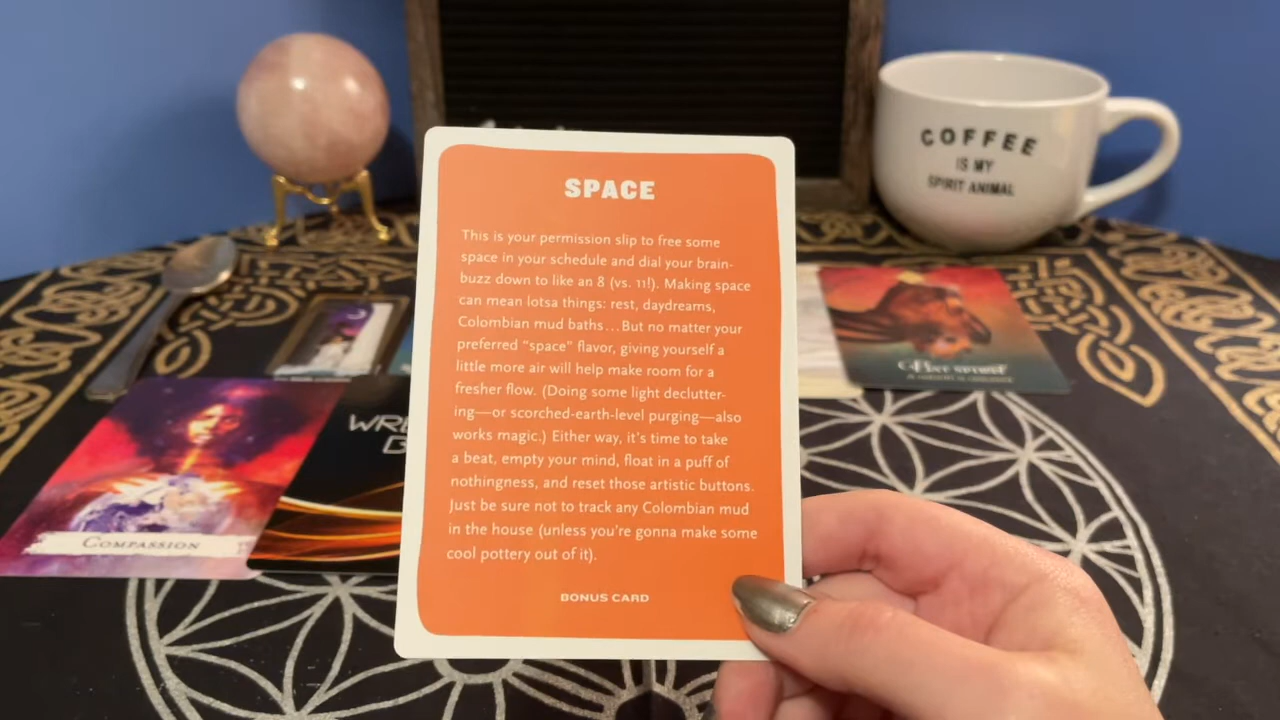 COFFEE
IS MY
SPIRIT ANIMAL
SPACE
This is your permission slip to free some
space in your schedule and dial your brain-
buzz down to like an 8 (vs. 11!). Making space
can mean lotsa things: rest, daydreams,
Colombian mud baths...But no matter your
preferred “space” flavor, giving yourself a
little more air will help make room for a
fresher flow. (Doing some light declutter-
ing—or scorched-earth-level purging—also
works magic.) Either way, it’s time to take
a beat, empty your mind, float in a puff of
nothingness, and reset those artistic buttons.
Just be sure not to track any Colombian mud
in the house (unless you’re gonna make some
cool pottery out of it).
BONUS CARD
COMPASSION